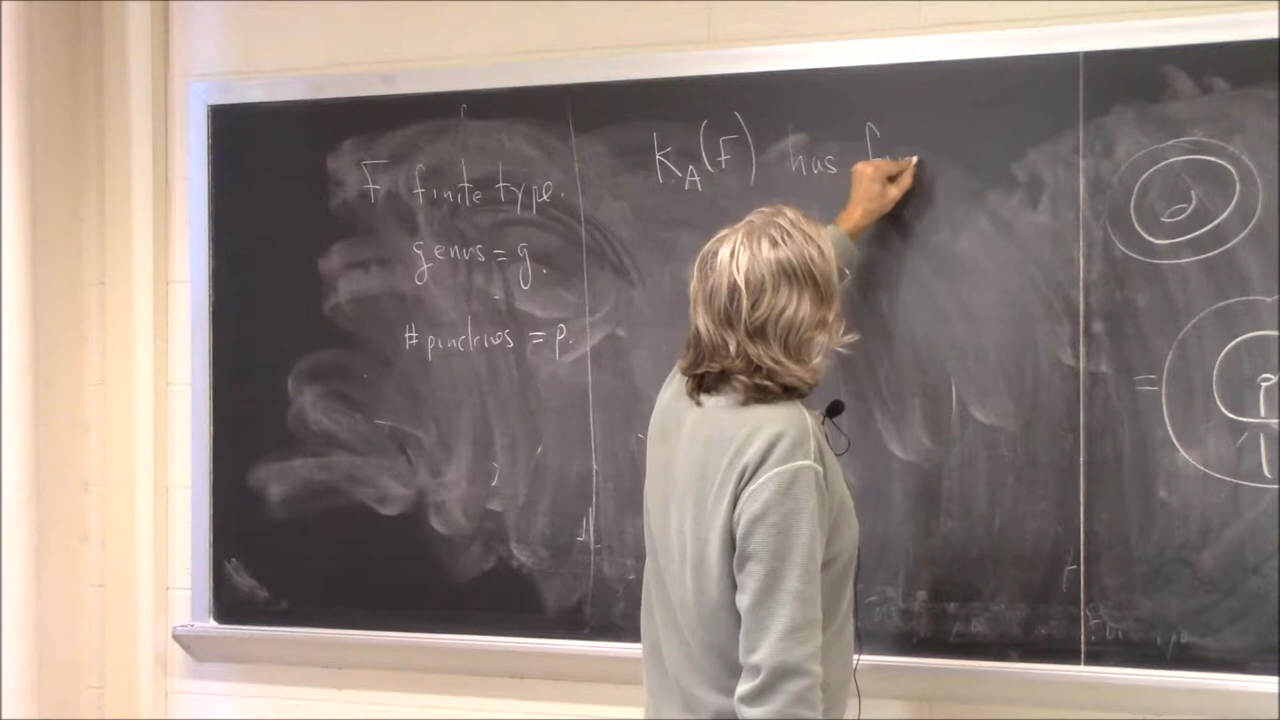 F finite type.
genus = g.
# punctures = p.
K_A(F) has
=